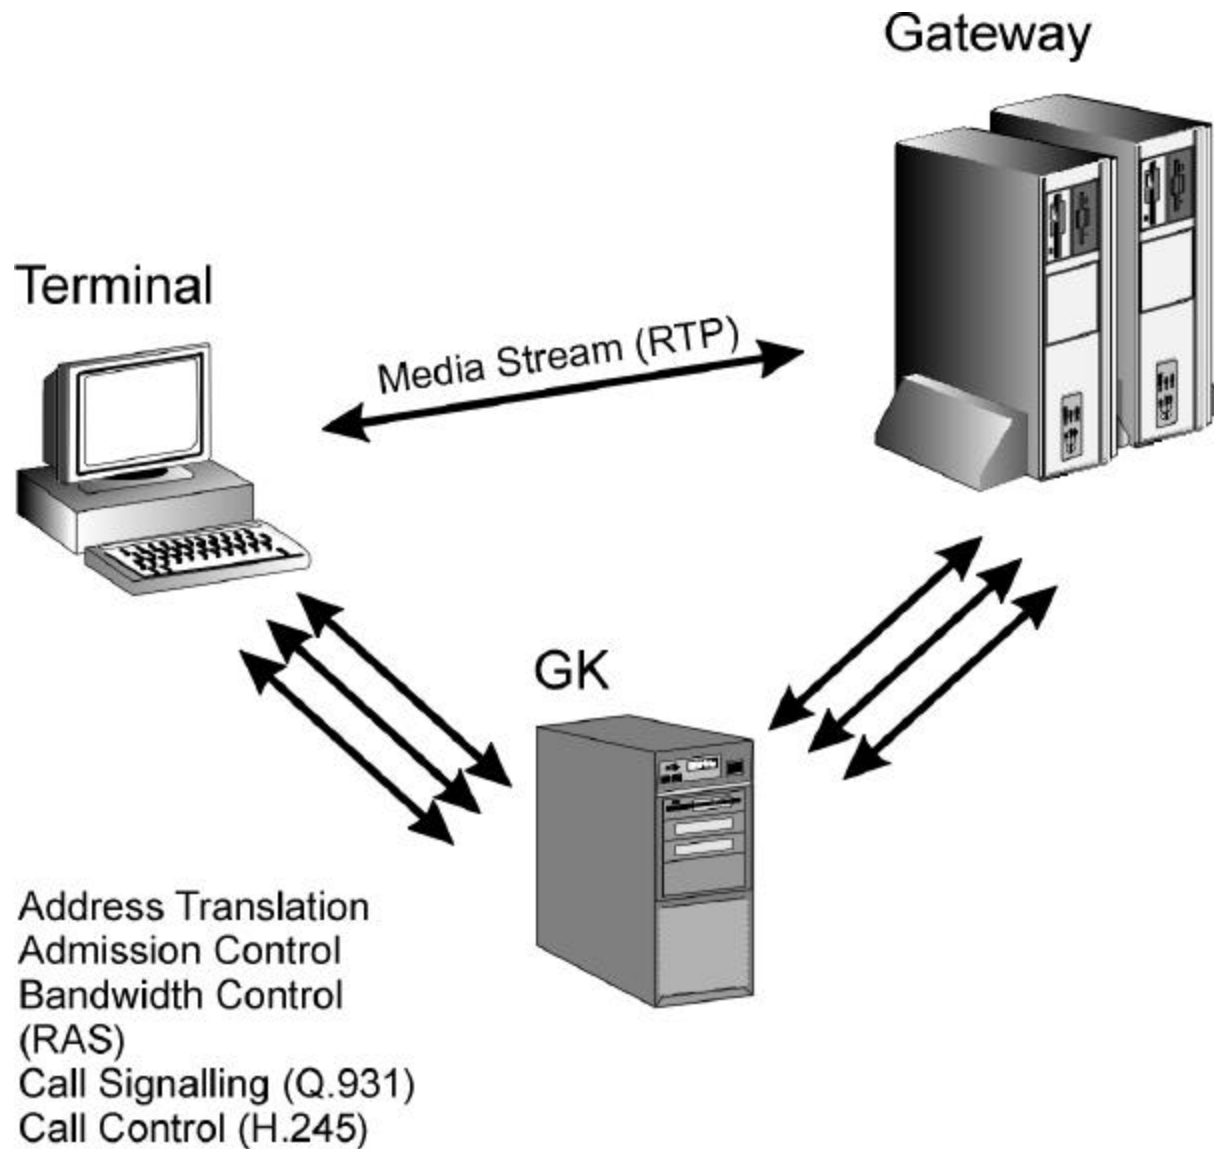 Gateway
Terminal
Media Stream (RTP)
GK
Address Translation
Admission Control
Bandwidth Control
(RAS)
Call Signalling (Q.931)
Call Control (H.245)